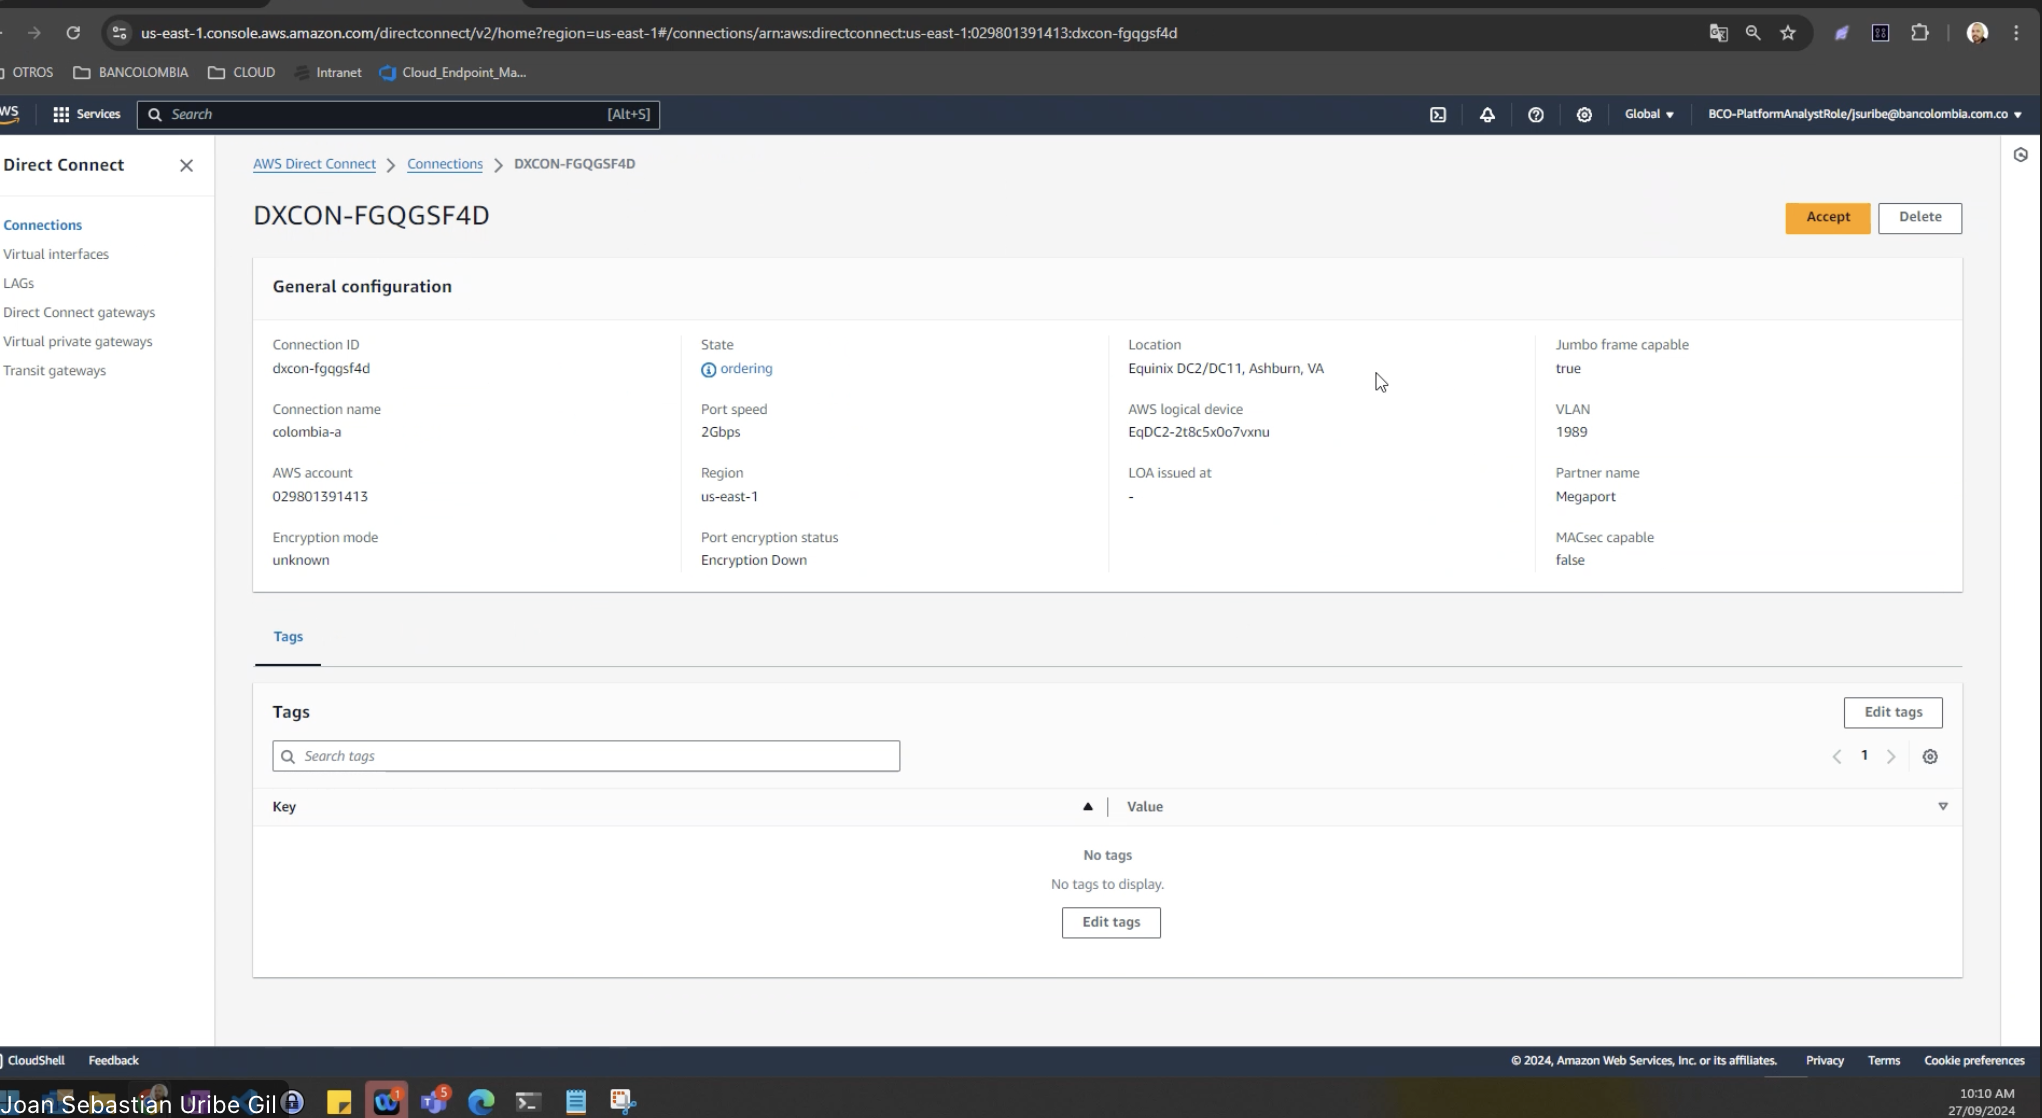 us-east-1.console.aws.amazon.com/directconnect/v2/home?region=us-east-1#/connections/arn:aws:directconnect:us-east-1:029801391413:dxcon-fgqgsf4d
OTROS BANCOLOMBIA CLOUD Intranet Cloud_Endpoint_Ma...
Services Search [Alt+S] Global BCO-PlatformAnalystRole/jsuribe@bancolombia.com.co
Direct Connect
Connections
Virtual interfaces
LAGs
Direct Connect gateways
Virtual private gateways
Transit gateways
AWS Direct Connect Connections DXCON-FGQGSF4D
DXCON-FGQGSF4D
Accept Delete
General configuration
Connection ID
dxcon-fgqgsf4d
Connection name
colombia-a
AWS account
029801391413
Encryption mode
unknown
State
ordering
Port speed
2Gbps
Region
us-east-1
Port encryption status
Encryption Down
Location
Equinix DC2/DC11, Ashburn, VA
AWS logical device
EqDC2-2t8c5x0o7vxnu
LOA issued at
-
Jumbo frame capable
true
VLAN
1989
Partner name
Megaport
MACsec capable
false
Tags
Tags
Edit tags
Search tags
1
Key Value
No tags
No tags to display.
Edit tags
CloudShell Feedback
© 2024, Amazon Web Services, Inc. or its affiliates. Privacy Terms Cookie preferences
Joan Sebastian Uribe Gil
1
5
10:10 AM
27/09/2024